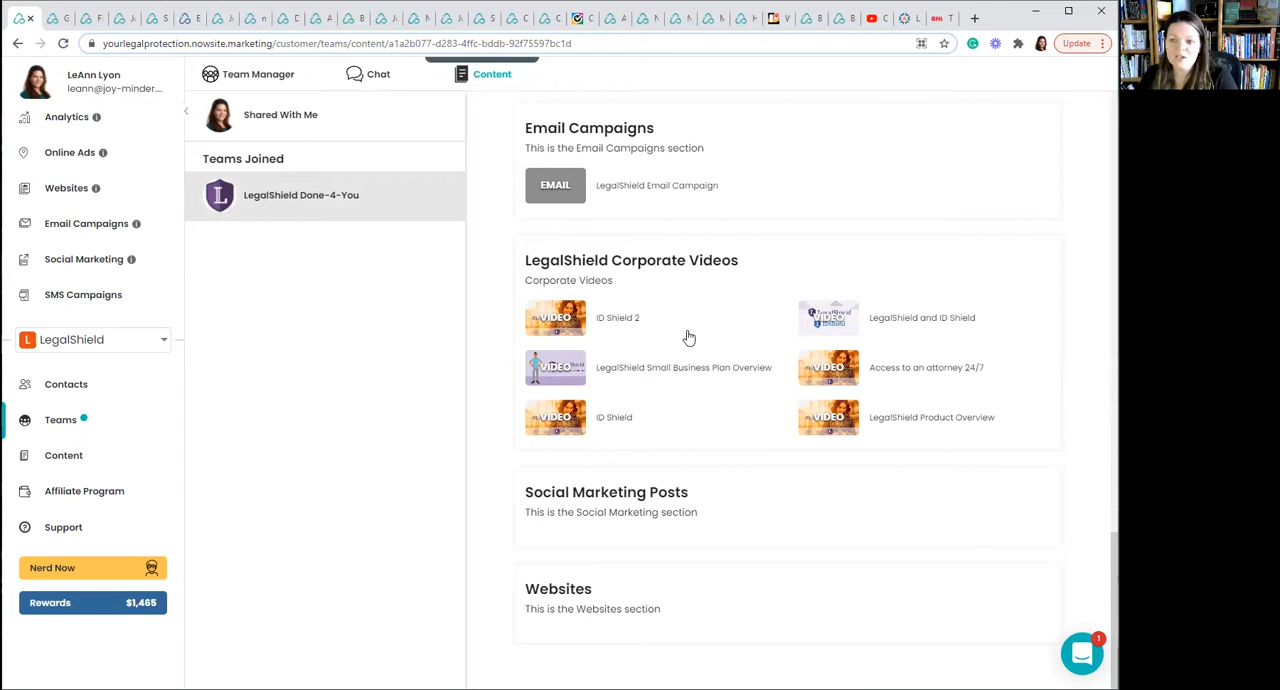 yourlegalprotection.nowsite.marketing/customer/teams/content/a1a2b077-d283-4ffc-bddb-92f75597bc1d
Update
LeAnn Lyon
leann@joy-minder....
Analytics
Online Ads
Websites
Email Campaigns
Social Marketing
SMS Campaigns
L LegalShield
Contacts
Teams
Content
Affiliate Program
Support
Nerd Now
Rewards $1,465
Team Manager
Chat
Content
Shared With Me
Teams Joined
L LegalShield Done-4-You
Email Campaigns
This is the Email Campaigns section
EMAIL LegalShield Email Campaign
LegalShield Corporate Videos
Corporate Videos
VIDEO ID Shield 2
VIDEO LegalShield and ID Shield
VIDEO LegalShield Small Business Plan Overview
VIDEO Access to an attorney 24/7
VIDEO ID Shield
VIDEO LegalShield Product Overview
Social Marketing Posts
This is the Social Marketing section
Websites
This is the Websites section
1